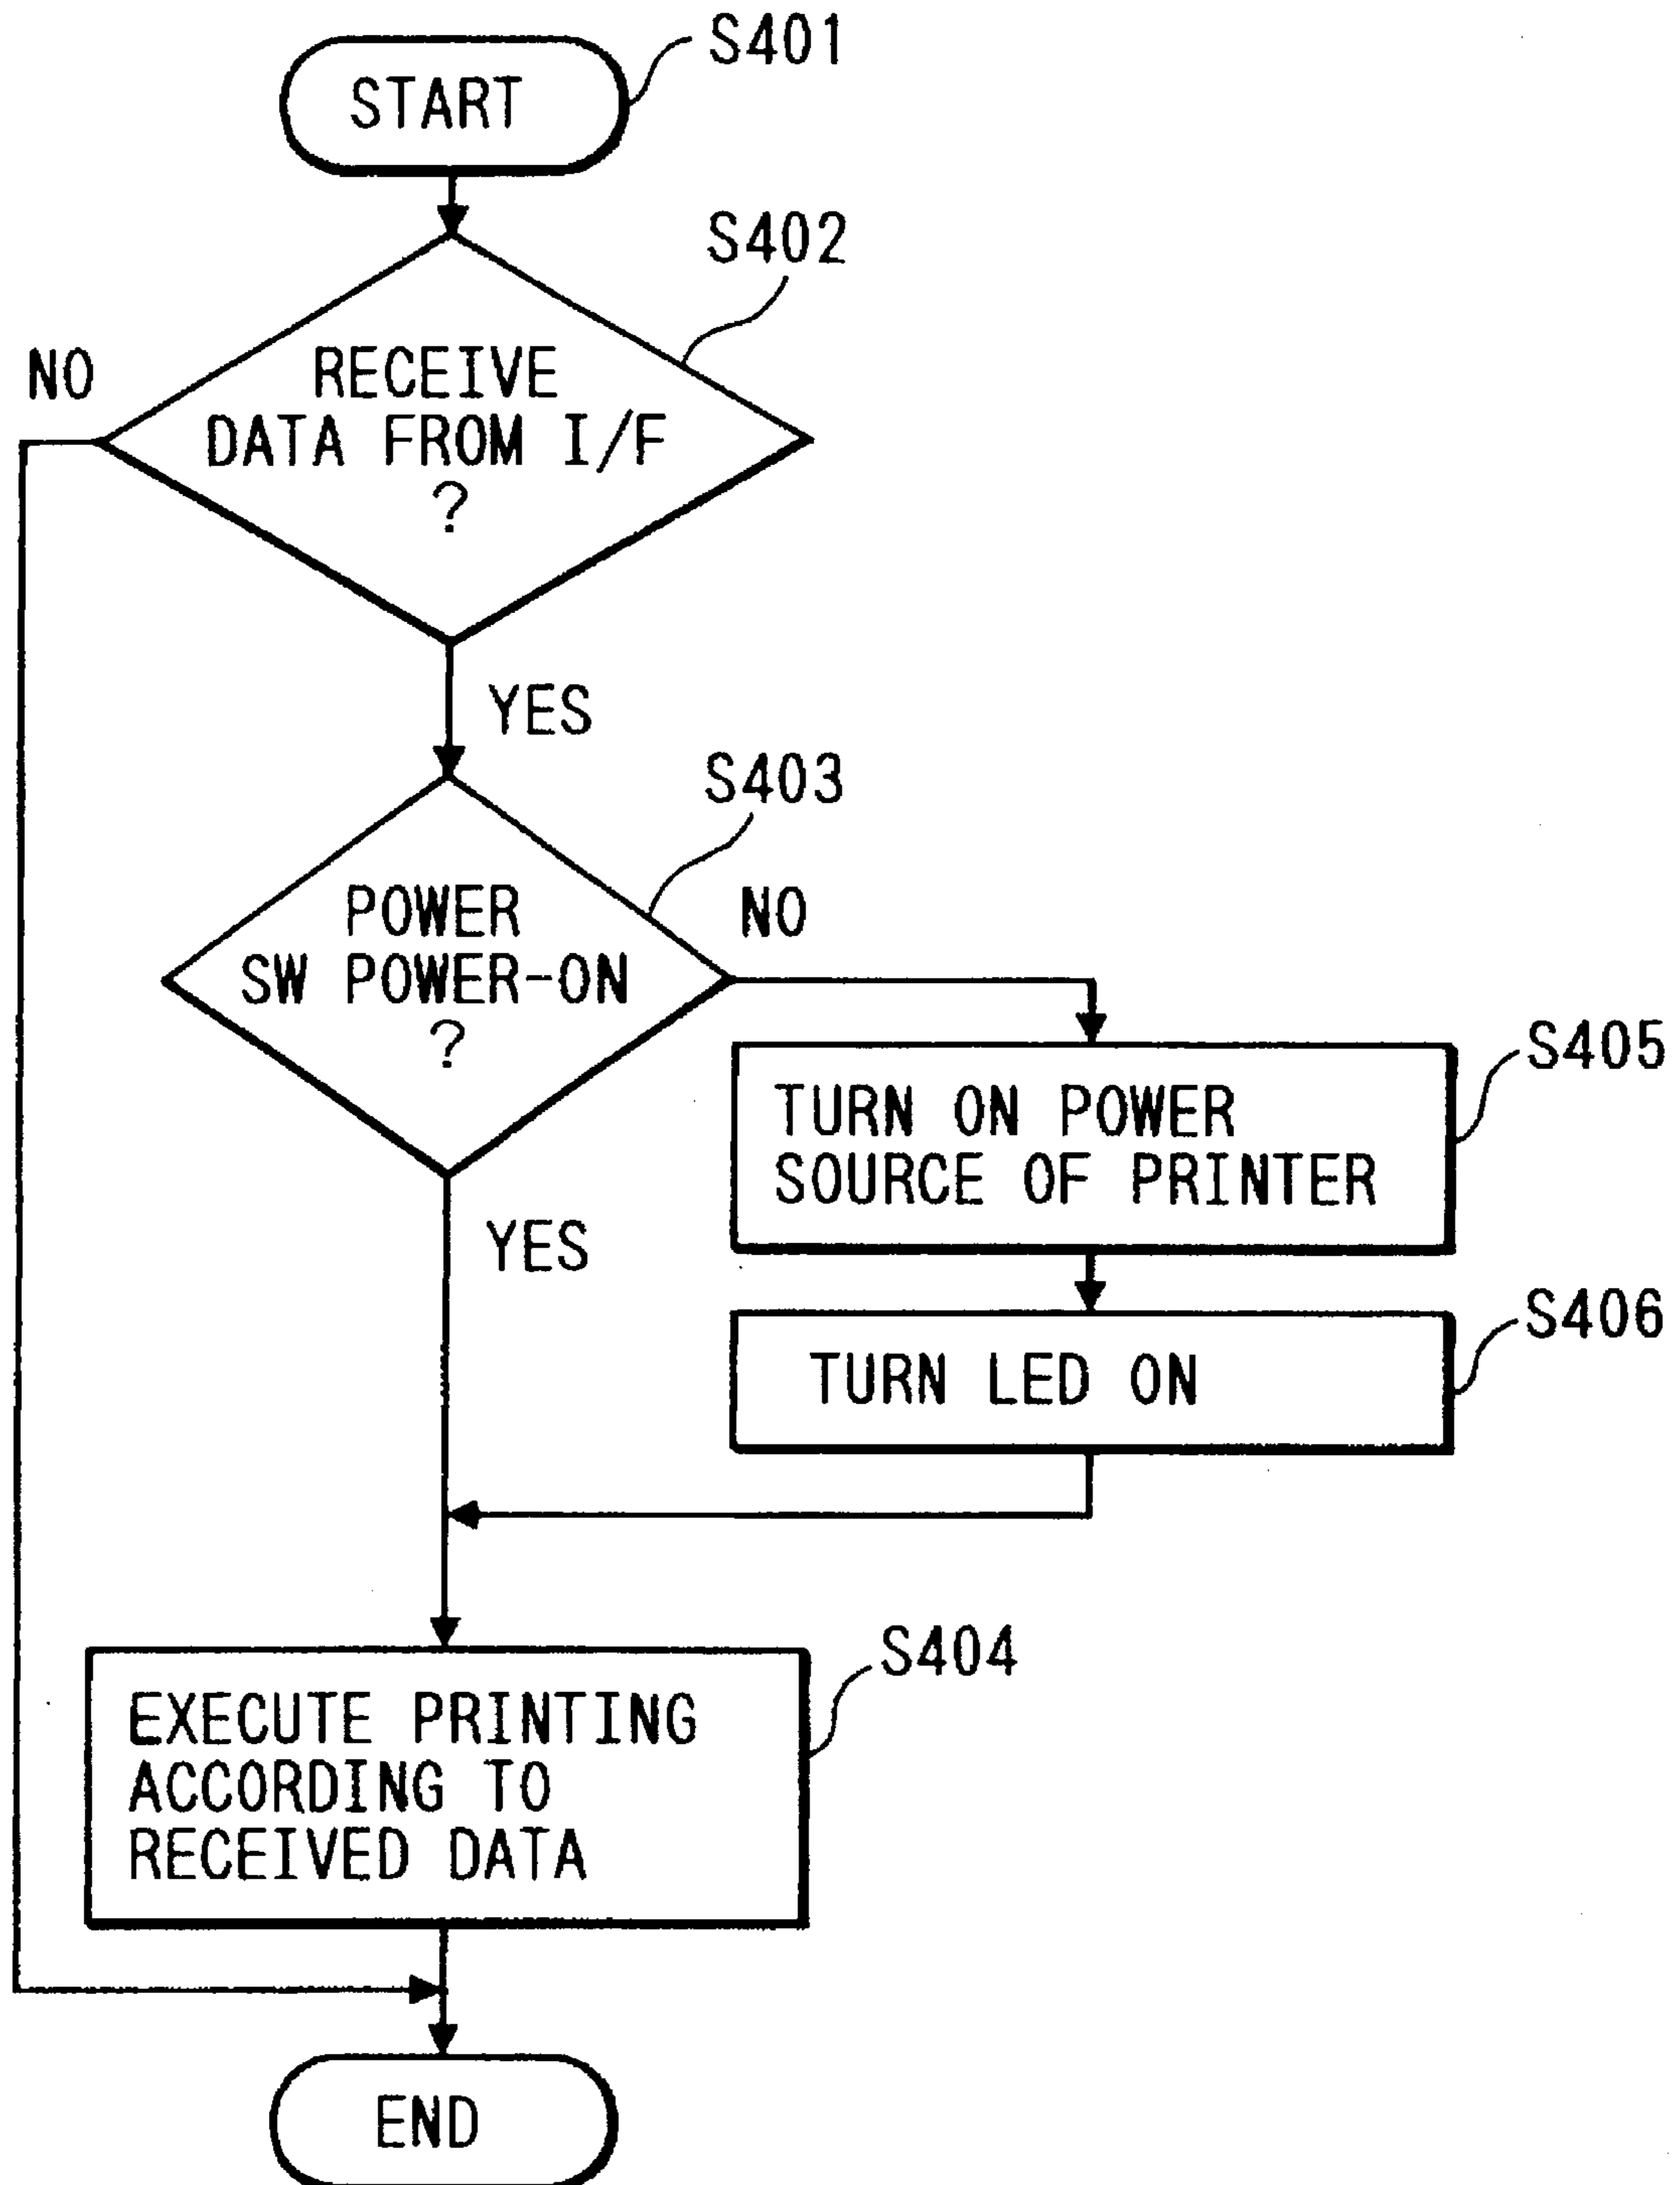 START
S401
S402
NO
RECEIVE
DATA FROM I/F
?
YES
S403
POWER
SW POWER-ON
?
NO
S405
TURN ON POWER
SOURCE OF PRINTER
YES
S406
TURN LED ON
S404
EXECUTE PRINTING
ACCORDING TO
RECEIVED DATA
END